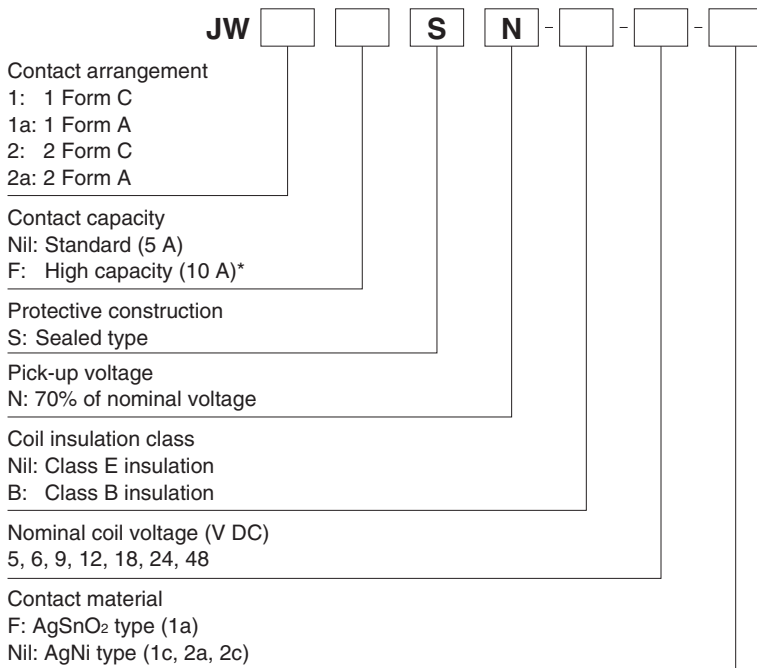 JW S N - - -
Contact arrangement
1: 1 Form C
1a: 1 Form A
2: 2 Form C
2a: 2 Form A
Contact capacity
Nil: Standard (5 A)
F: High capacity (10 A)*
Protective construction
S: Sealed type
Pick-up voltage
N: 70% of nominal voltage
Coil insulation class
Nil: Class E insulation
B: Class B insulation
Nominal coil voltage (V DC)
5, 6, 9, 12, 18, 24, 48
Contact material
F: AgSnO2 type (1a)
Nil: AgNi type (1c, 2a, 2c)